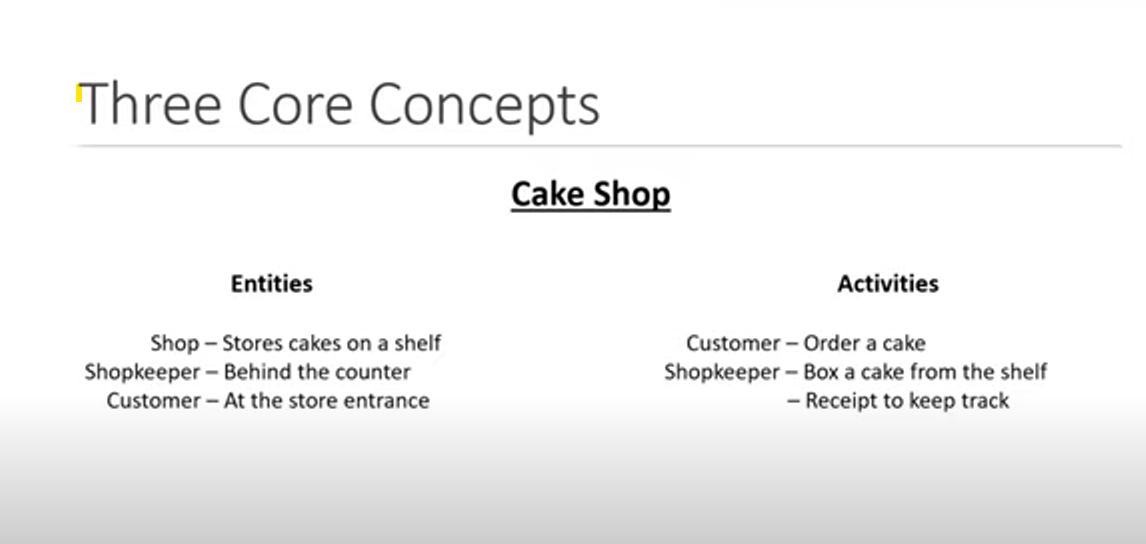 Three Core Concepts
Cake Shop
Entities
Shop – Stores cakes on a shelf
Shopkeeper – Behind the counter
Customer – At the store entrance
Activities
Customer – Order a cake
Shopkeeper – Box a cake from the shelf
– Receipt to keep track